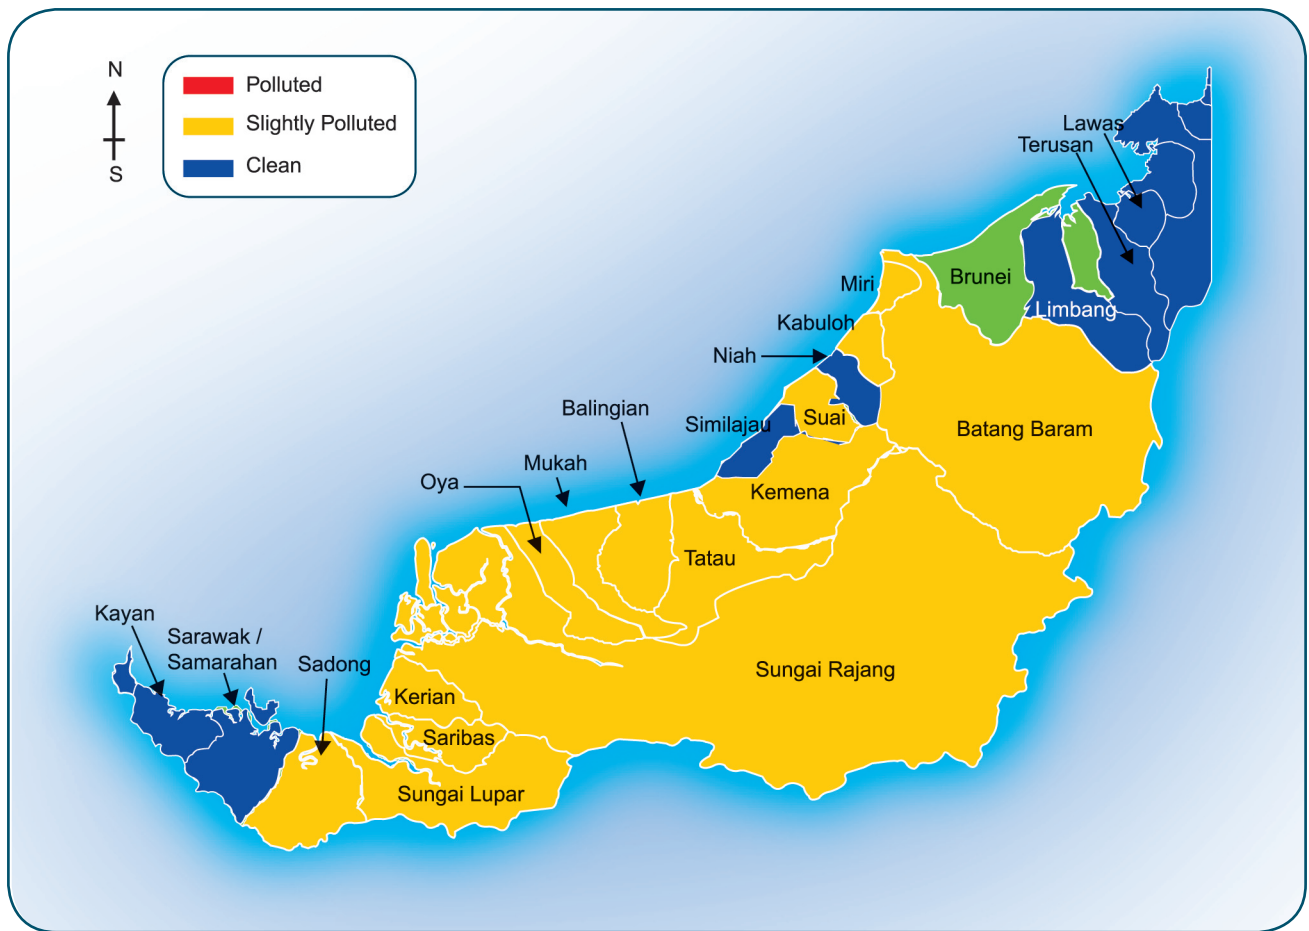 N
S
Polluted
Slightly Polluted
Clean
Lawas
Terusan
Brunei
Miri
Limbang
Kabuloh
Niah
Balingian
Similajau
Suai
Batang Baram
Mukah
Oya
Kemena
Tatau
Kayan
Sarawak /
Samarahan
Sadong
Sungai Rajang
Kerian
Saribas
Sungai Lupar